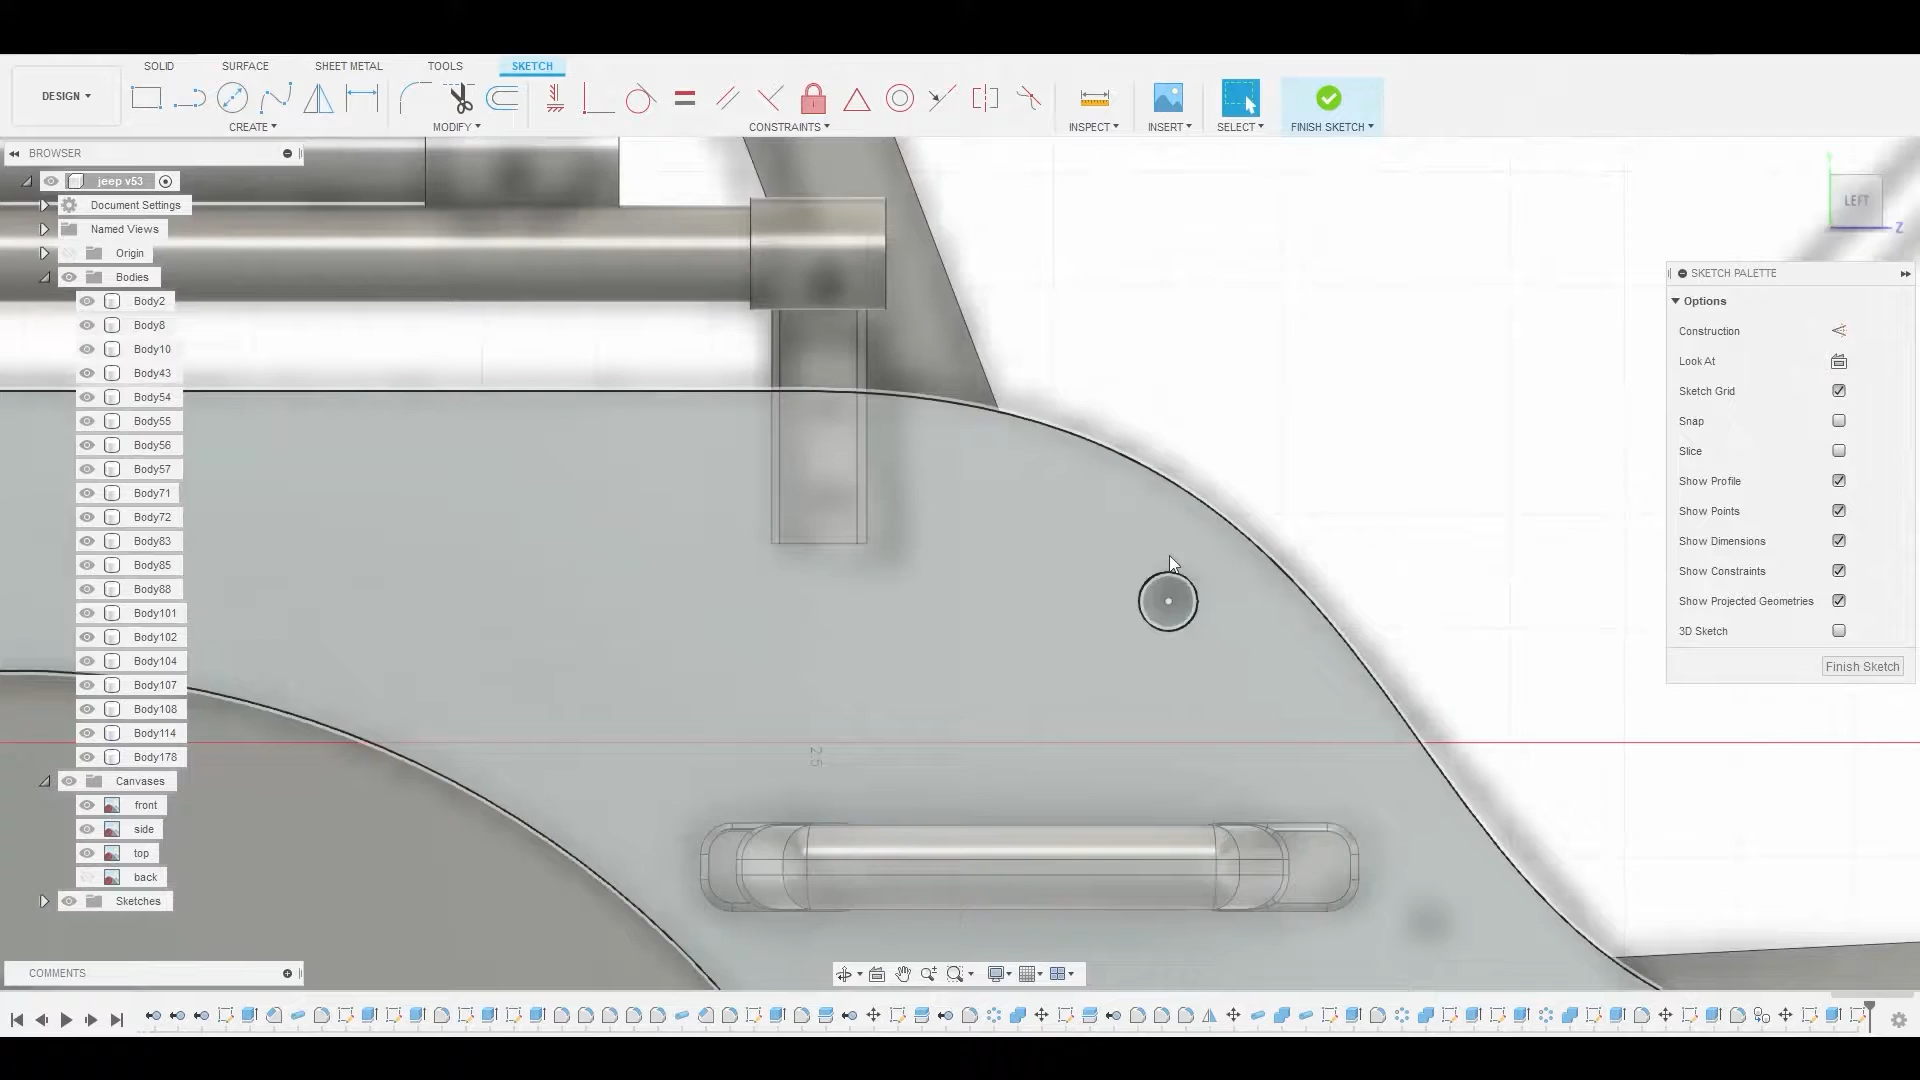 SOLID SURFACE SHEET METAL TOOLS SKETCH
DESIGN
CREATE MODIFY CONSTRAINTS INSPECT INSERT SELECT FINISH SKETCH
BROWSER
jeep v53
Document Settings
Named Views
Origin
Bodies
Body2
Body8
Body10
Body43
Body54
Body55
Body56
Body57
Body71
Body72
Body83
Body85
Body88
Body101
Body102
Body104
Body107
Body108
Body114
Body178
Canvases
front
side
top
back
Sketches
COMMENTS
25
LEFT
Y
Z
SKETCH PALETTE
Options
Construction
Look At
Sketch Grid
Snap
Slice
Show Profile
Show Points
Show Dimensions
Show Constraints
Show Projected Geometries
3D Sketch
Finish Sketch